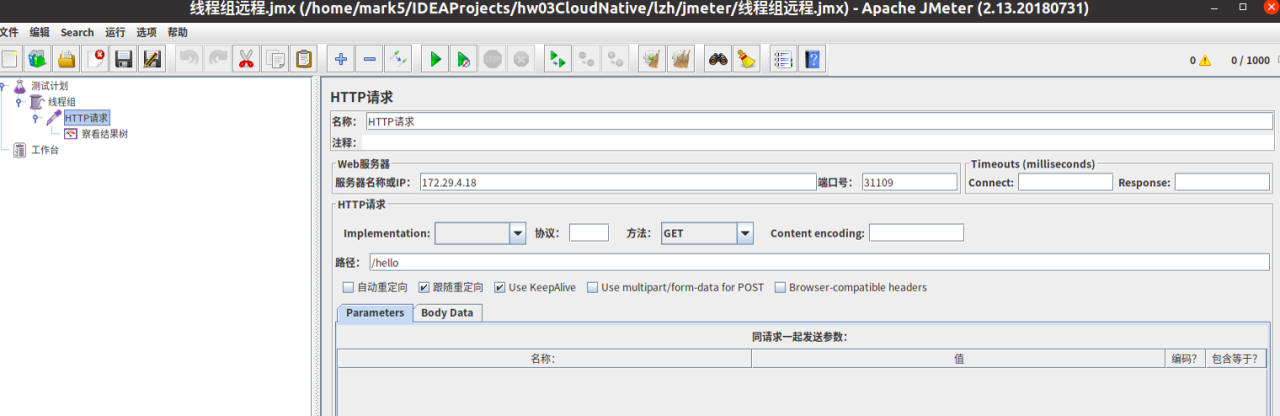 线程组远程.jmx (/home/mark5/IDEAProjects/hw03CloudNative/lzh/jmeter/线程组远程.jmx) - Apache JMeter (2.13.20180731)
文件 编辑 Search 运行 选项 帮助
0 0 / 1000
测试计划
线程组
HTTP请求
察看结果树
工作台
HTTP请求
名称: HTTP请求
注释:
Web服务器 Timeouts (milliseconds)
服务器名称或IP: 172.29.4.18 端口号: 31109 Connect: Response:
HTTP请求
Implementation: 协议: 方法: GET Content encoding:
路径: /hello
自动重定向 跟随重定向 Use KeepAlive Use multipart/form-data for POST Browser-compatible headers
Parameters Body Data
同请求一起发送参数:
名称: 值 编码? 包含等于?